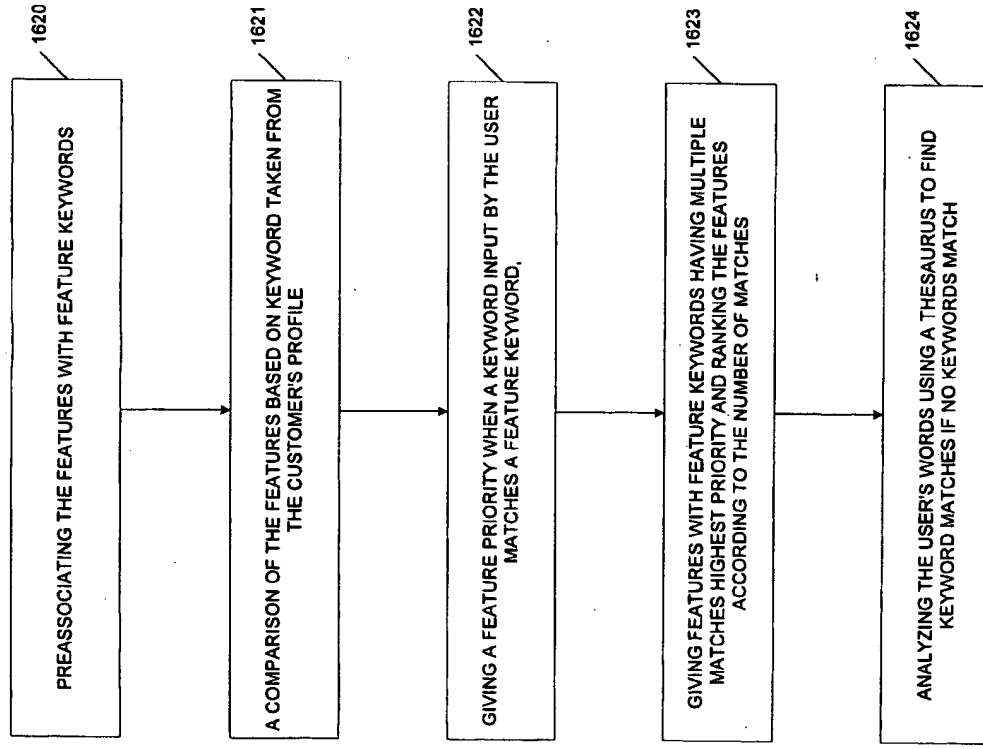 1620
PREASSOCIATING THE FEATURES WITH FEATURE KEYWORDS
1621
A COMPARISON OF THE FEATURES BASED ON KEYWORD TAKEN FROM
THE CUSTOMER'S PROFILE
1622
GIVING A FEATURE PRIORITY WHEN A KEYWORD INPUT BY THE USER
MATCHES A FEATURE KEYWORD,
1623
GIVING FEATURES WITH FEATURE KEYWORDS HAVING MULTIPLE
MATCHES HIGHEST PRIORITY AND RANKING THE FEATURES
ACCORDING TO THE NUMBER OF MATCHES
1624
ANALYZING THE USER'S WORDS USING A THESAURUS TO FIND
KEYWORD MATCHES IF NO KEYWORDS MATCH